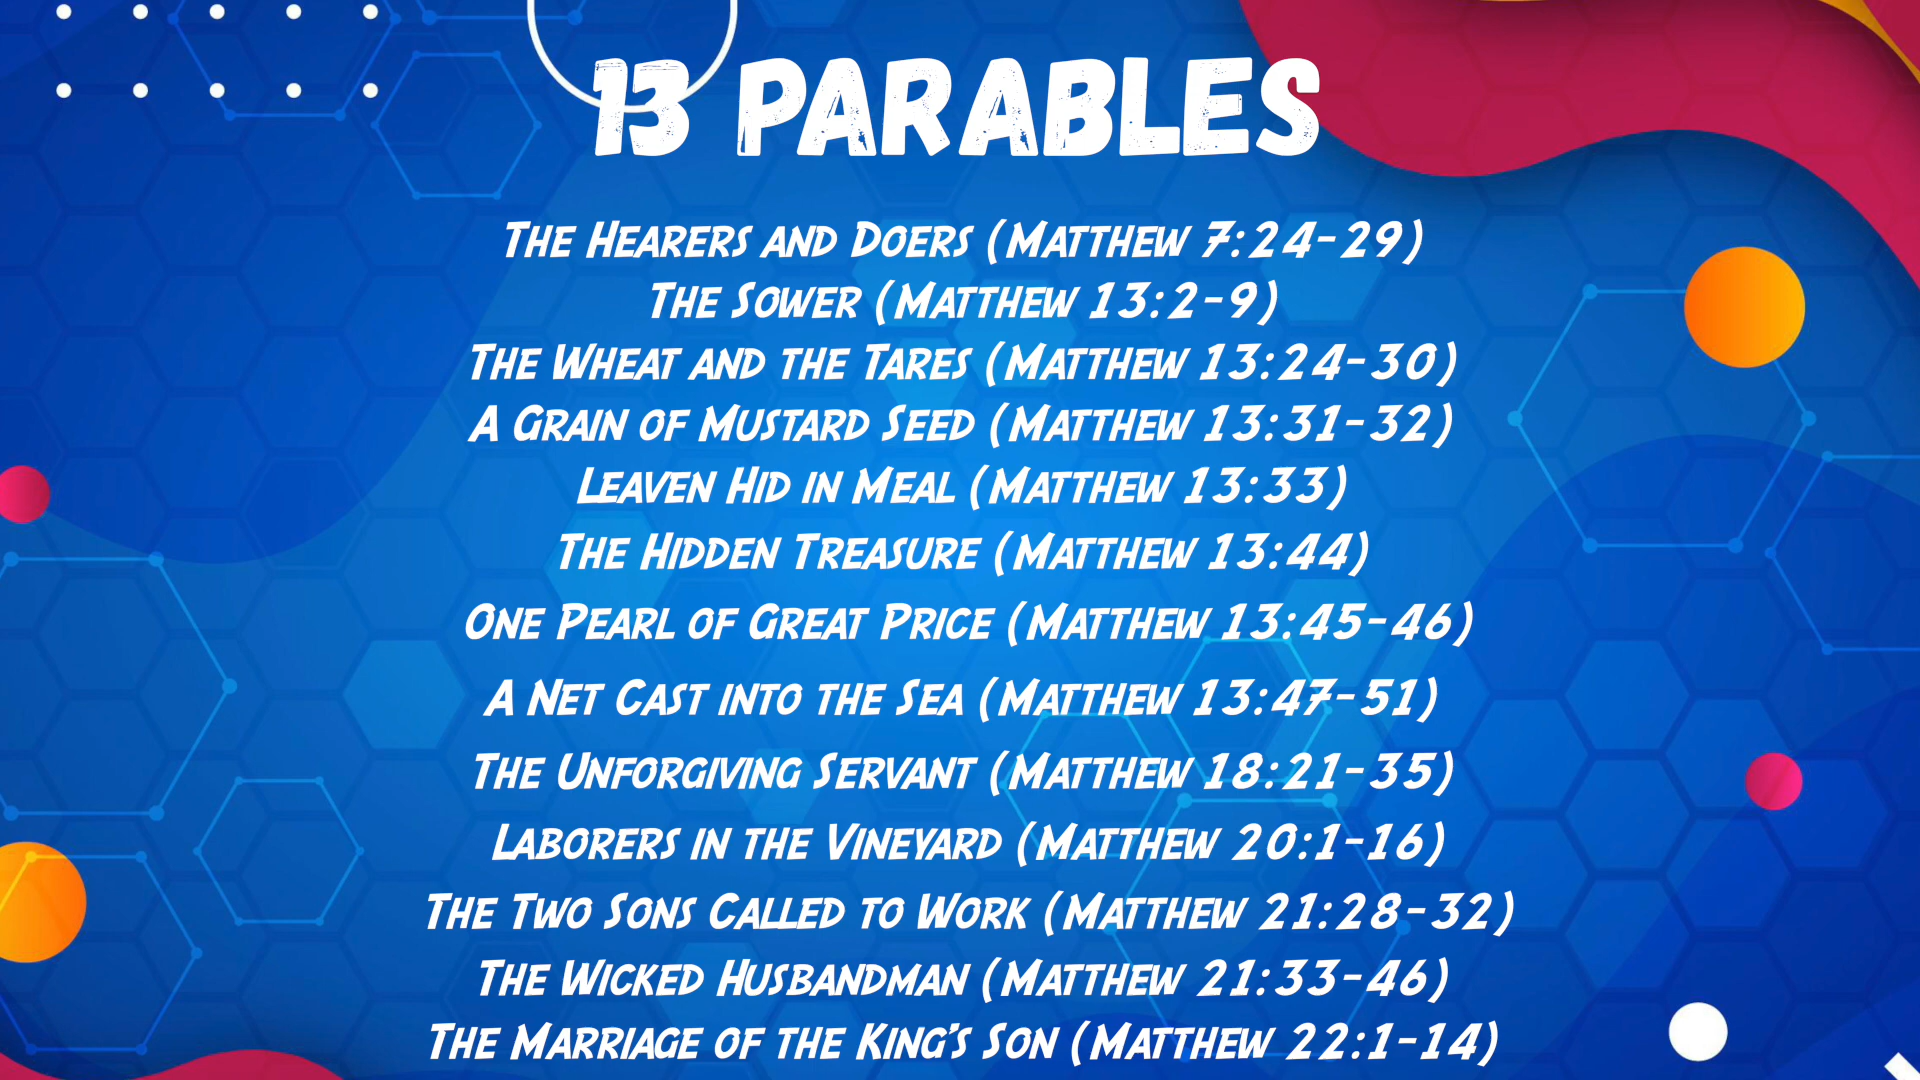 13 PARABLES
The Hearers and Doers (Matthew 7:24-29)
The Sower (Matthew 13:2-9)
The Wheat and the Tares (Matthew 13:24-30)
A Grain of Mustard Seed (Matthew 13:31-32)
Leaven Hid in Meal (Matthew 13:33)
The Hidden Treasure (Matthew 13:44)
One Pearl of Great Price (Matthew 13:45-46)
A Net Cast into the Sea (Matthew 13:47-51)
The Unforgiving Servant (Matthew 18:21-35)
Laborers in the Vineyard (Matthew 20:1-16)
The Two Sons Called to Work (Matthew 21:28-32)
The Wicked Husbandman (Matthew 21:33-46)
The Marriage of the King's Son (Matthew 22:1-14)